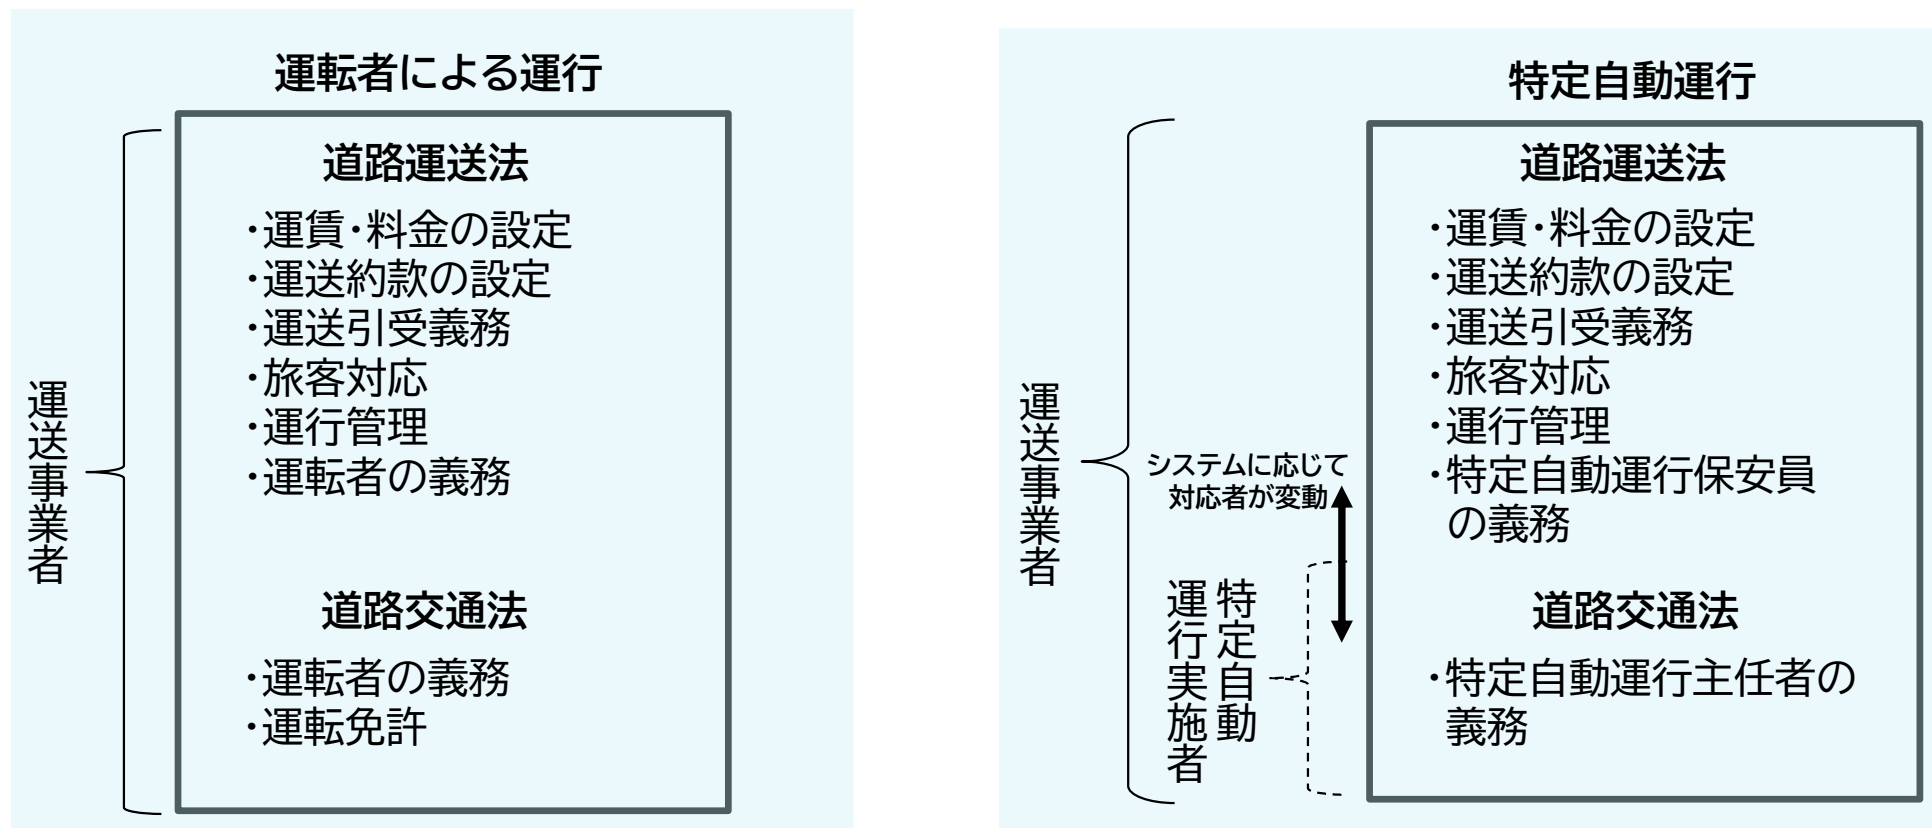 運転者による運行
運送事業者
道路運送法
・運賃・料金の設定
・運送約款の設定
・運送引受義務
・旅客対応
・運行管理
・運転者の義務
道路交通法
・運転者の義務
・運転免許
特定自動運行
運送事業者
システムに応じて
対応者が変動
特定自動
運行実施者
道路運送法
・運賃・料金の設定
・運送約款の設定
・運送引受義務
・旅客対応
・運行管理
・特定自動運行保安員
の義務
道路交通法
・特定自動運行主任者の
義務